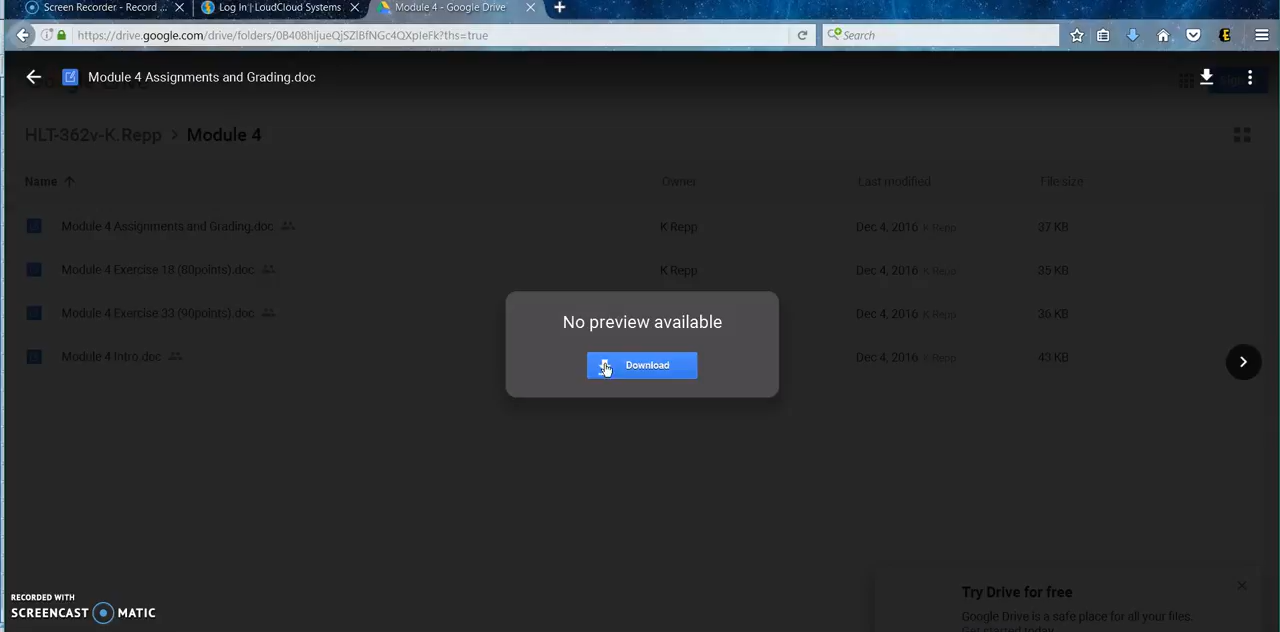 Screen Recorder - Record ...
Log In | LoudCloud Systems
Module 4 - Google Drive
https://drive.google.com/drive/folders/0B408hljueQjSZlBfNGc4QXpIeFk?ths=true
Search
Module 4 Assignments and Grading.doc
HLT-362v-K.Repp > Module 4
Name Owner Last modified File size
Module 4 Assignments and Grading.doc K Repp Dec 4, 2016 K Repp 37 KB
Module 4 Exercise 18 (80points).doc K Repp Dec 4, 2016 K Repp 35 KB
Module 4 Exercise 33 (90points).doc Dec 4, 2016 K Repp 36 KB
Module 4 Intro.doc Dec 4, 2016 K Repp 43 KB
No preview available
Download
Try Drive for free
Google Drive is a safe place for all your files.
Get started today.
RECORDED WITH
SCREENCAST MATIC